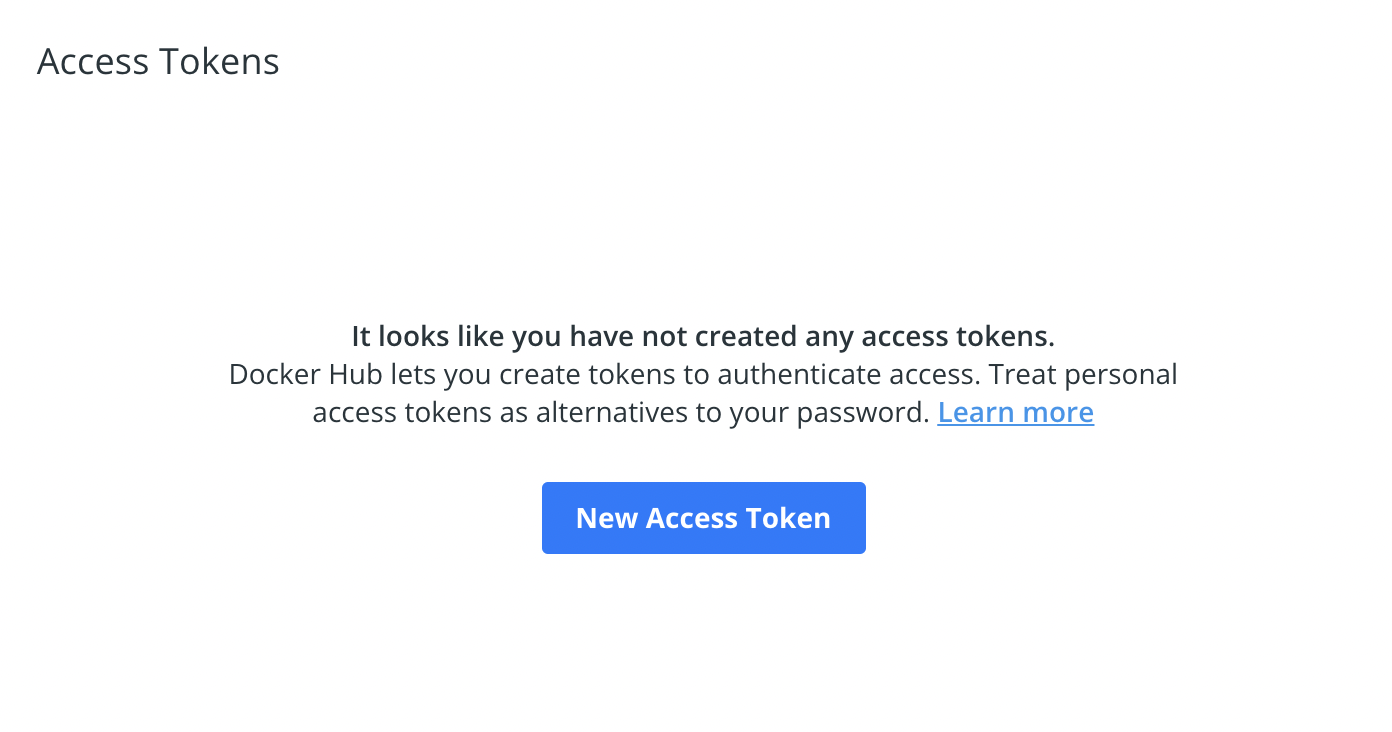 Access Tokens
It looks like you have not created any access tokens.
Docker Hub lets you create tokens to authenticate access. Treat personal
access tokens as alternatives to your password. Learn more
New Access Token